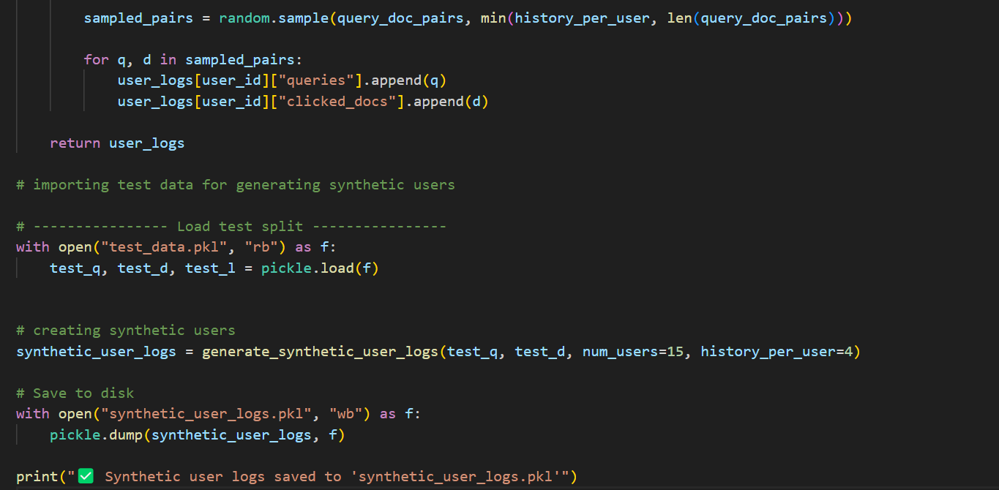 sampled_pairs = random.sample(query_doc_pairs, min(history_per_user, len(query_doc_pairs)))
for q, d in sampled_pairs:
user_logs[user_id]["queries"].append(q)
user_logs[user_id]["clicked_docs"].append(d)
return user_logs
# importing test data for generating synthetic users
# ---------------- Load test split ----------------
with open("test_data.pkl", "rb") as f:
test_q, test_d, test_l = pickle.load(f)
# creating synthetic users
synthetic_user_logs = generate_synthetic_user_logs(test_q, test_d, num_users=15, history_per_user=4)
# Save to disk
with open("synthetic_user_logs.pkl", "wb") as f:
pickle.dump(synthetic_user_logs, f)
print("✅ Synthetic user logs saved to 'synthetic_user_logs.pkl'")